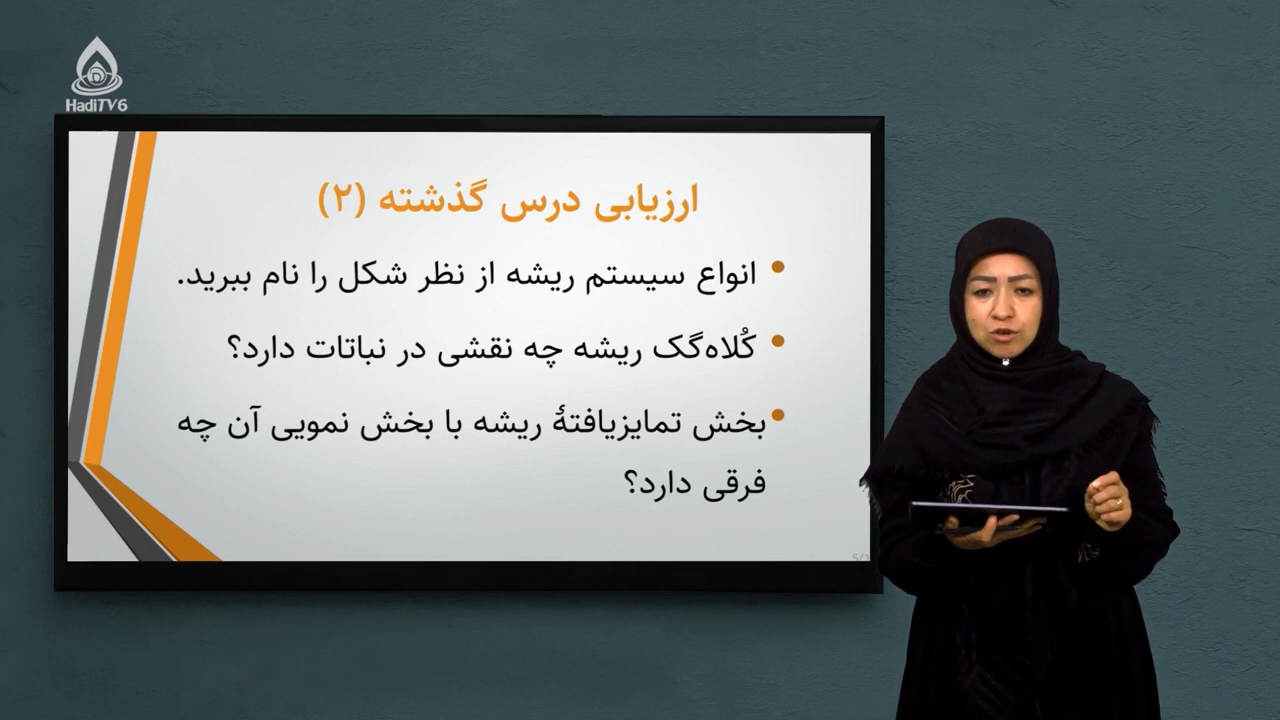 HadiTV6
ارزیابی درس گذشته (۲)
انواع سیستم ریشه از نظر شکل را نام ببرید.
کُلاه‌گک ریشه چه نقشی در نباتات دارد؟
بخش تمایزیافتهٔ ریشه با بخش نمویی آن چه
فرقی دارد؟